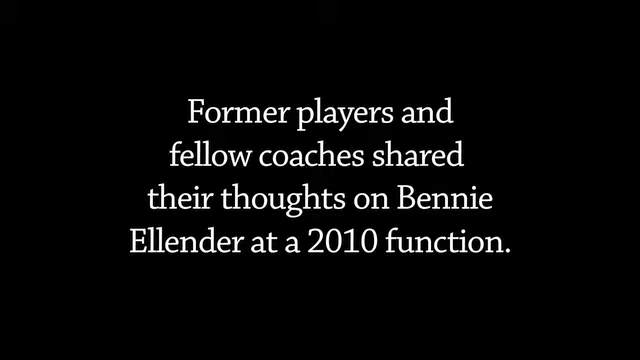 Former players and
fellow coaches shared
their thoughts on Bennie
Ellender at a 2010 function.